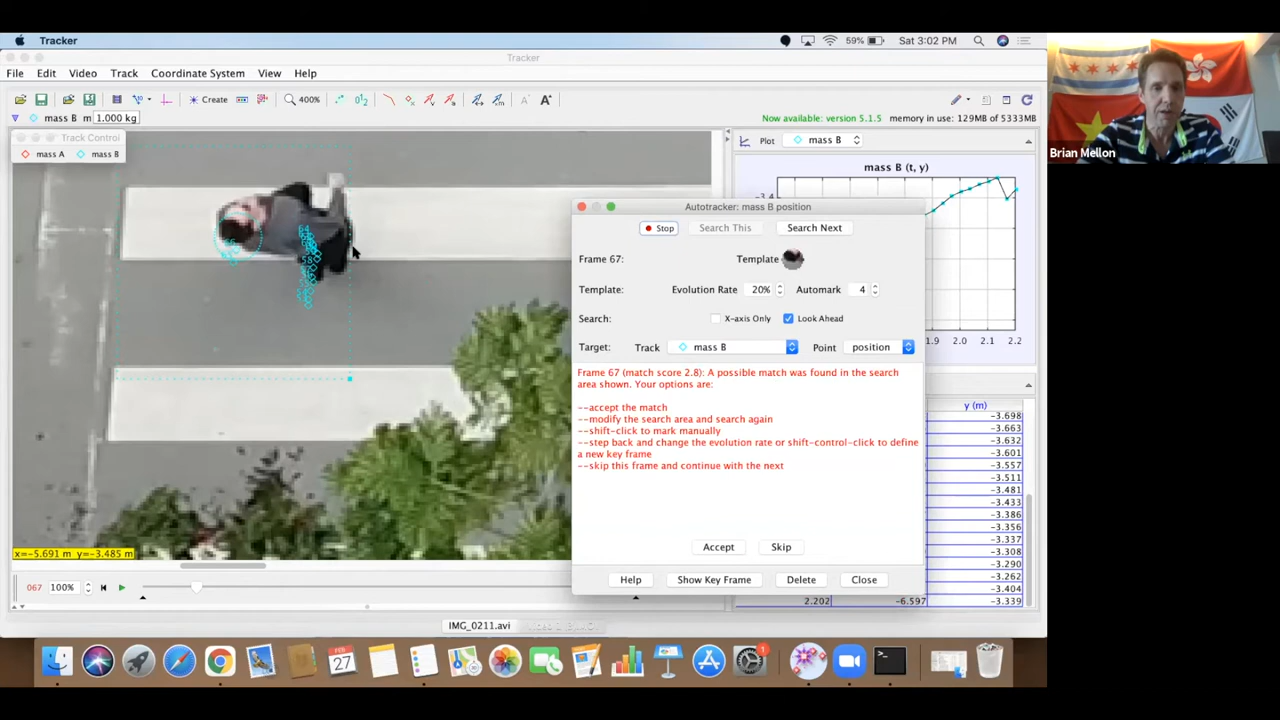 Tracker
59%
Sat 3:02 PM
Tracker
File Edit Video Track Coordinate System View Help
Create
400%
mass B m 1.000 kg
Now available: version 5.1.5 memory in use: 129MB of 5333MB
Track Control
mass A mass B
Plot mass B
mass B (t, y)
-3.4
1.9 2.0 2.1 2.2
Autotracker: mass B position
Stop Search This Search Next
Frame 67: Template
Template: Evolution Rate 20% Automark 4
Search: X-axis Only Look Ahead
Target: Track mass B Point position
Frame 67 (match score 2.8): A possible match was found in the search
area shown. Your options are:
--accept the match
--modify the search area and search again
--shift-click to mark manually
--step back and change the evolution rate or shift-control-click to define
a new key frame
--skip this frame and continue with the next
Accept Skip
Help Show Key Frame Delete Close
y (m)
-3.698
-3.663
-3.632
-3.601
-3.557
-3.511
-3.481
-3.433
-3.386
-3.356
-3.337
-3.308
-3.290
-3.262
-3.404
2.202 -6.597 -3.339
58
x=-5.691 m y=-3.485 m
067 100%
IMG_0211.avi
FEB
27
1
Brian Mellon